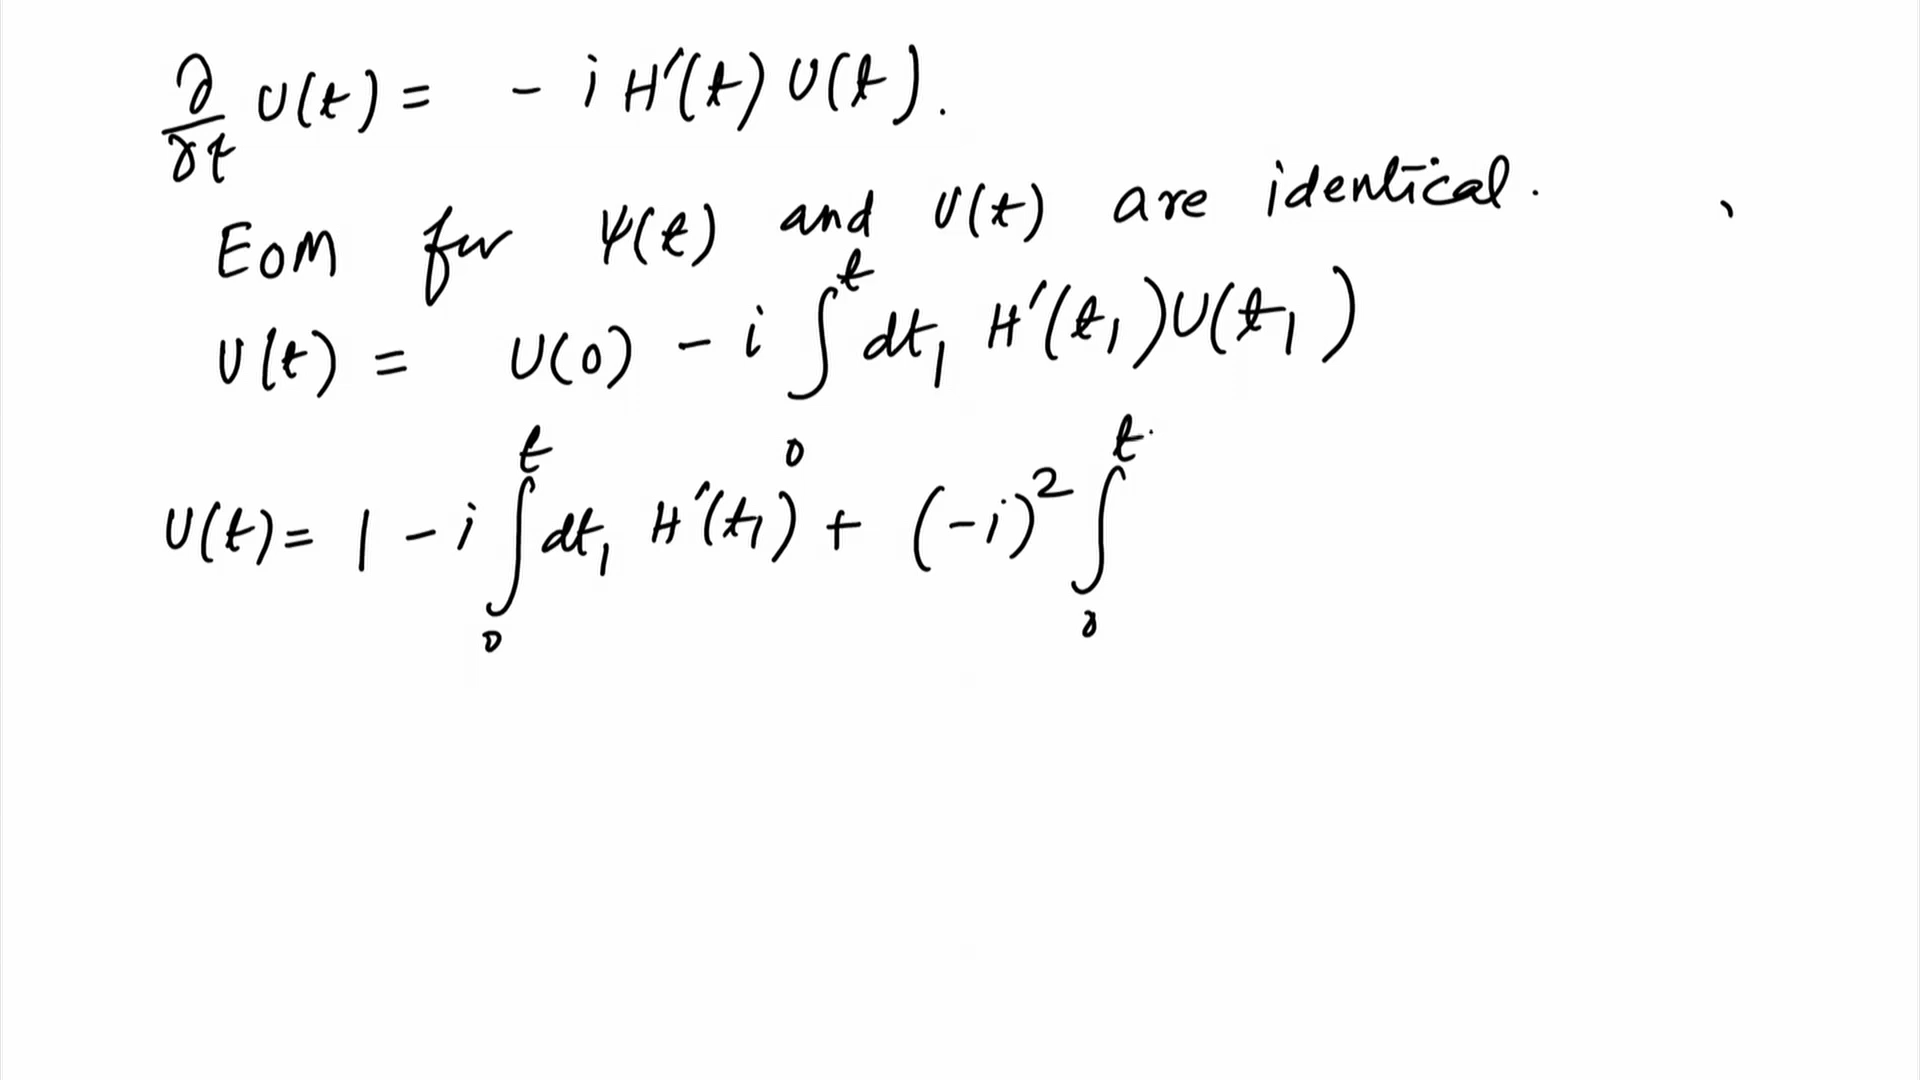 ∂/∂t U(t) = - i H′(t) U(t).
EOM for Ψ(t) and U(t) are identical.
U(t) = U(0) - i ∫₀ᵗ dt₁ H′(t₁) U(t₁)
U(t) = 1 - i ∫₀ᵗ dt₁ H′(t₁) + (-i)² ∫₀ᵗ